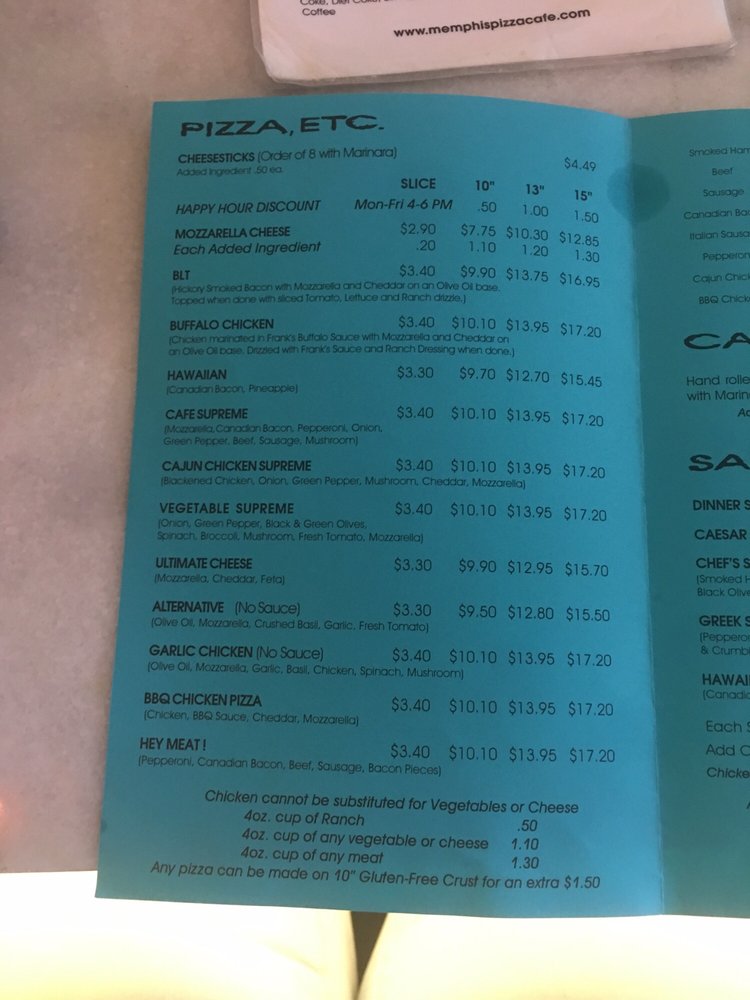 Coffee
www.memphispizzacafe.com
PIZZA, ETC.
CHEESESTICKS (Order of 8 with Marinara) $4.49
Added Ingredient .50 ea.
SLICE 10" 13" 15"
HAPPY HOUR DISCOUNT Mon-Fri 4-6 PM .50 1.00 1.50
MOZZARELLA CHEESE $2.90 $7.75 $10.30 $12.85
Each Added Ingredient .20 1.10 1.20 1.30
BLT $3.40 $9.90 $13.75 $16.95
(Hickory Smoked Bacon with Mozzarella and Cheddar on an Olive Oil base.
Topped when done with sliced Tomato, Lettuce and Ranch drizzle.)
BUFFALO CHICKEN $3.40 $10.10 $13.95 $17.20
(Chicken marinated in Frank's Buffalo Sauce with Mozzarella and Cheddar on
an Olive Oil base. Drizzled with Frank's Sauce and Ranch Dressing when done.)
HAWAIIAN $3.30 $9.70 $12.70 $15.45
(Canadian Bacon, Pineapple)
CAFE SUPREME $3.40 $10.10 $13.95 $17.20
(Mozzarella, Canadian Bacon, Pepperoni, Onion,
Green Pepper, Beef, Sausage, Mushroom)
CAJUN CHICKEN SUPREME $3.40 $10.10 $13.95 $17.20
(Blackened Chicken, Onion, Green Pepper, Mushroom, Cheddar, Mozzarella)
VEGETABLE SUPREME $3.40 $10.10 $13.95 $17.20
(Onion, Green Pepper, Black & Green Olives,
Spinach, Broccoli, Mushroom, Fresh Tomato, Mozzarella)
ULTIMATE CHEESE $3.30 $9.90 $12.95 $15.70
(Mozzarella, Cheddar, Feta)
ALTERNATIVE (No Sauce) $3.30 $9.50 $12.80 $15.50
(Olive Oil, Mozzarella, Crushed Basil, Garlic, Fresh Tomato)
GARLIC CHICKEN (No Sauce) $3.40 $10.10 $13.95 $17.20
(Olive Oil, Mozzarella, Garlic, Basil, Chicken, Spinach, Mushroom)
BBQ CHICKEN PIZZA $3.40 $10.10 $13.95 $17.20
(Chicken, BBQ Sauce, Cheddar, Mozzarella)
HEY MEAT! $3.40 $10.10 $13.95 $17.20
(Pepperoni, Canadian Bacon, Beef, Sausage, Bacon Pieces)
Chicken cannot be substituted for Vegetables or Cheese
4oz. cup of Ranch .50
4oz. cup of any vegetable or cheese 1.10
4oz. cup of any meat 1.30
Any pizza can be made on 10" Gluten-Free Crust for an extra $1.50
Smoked Ham
Beef
Sausage
Canadian Ba
Italian Sausa
Pepperon
Cajun Chic
BBQ Chick
CA
Hand rolle
with Marin
SA
DINNER S
CAESAR
CHEF'S S
(Smoked H
Black Olive
GREEK S
(Pepperon
& Crumb
HAWAII
(Canadic
Each S
Add C
Chicke